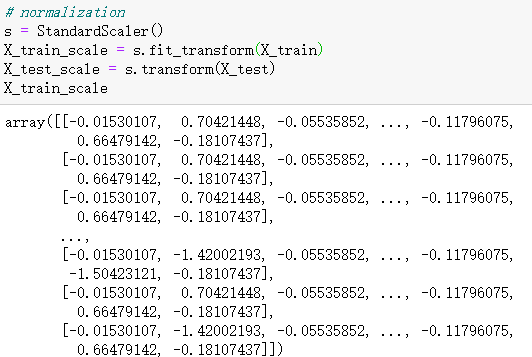 # normalization
s = StandardScaler()
X_train_scale = s.fit_transform(X_train)
X_test_scale = s.transform(X_test)
X_train_scale
array([[-0.01530107, 0.70421448, -0.05535852, ..., -0.11796075,
0.66479142, -0.18107437],
[-0.01530107, 0.70421448, -0.05535852, ..., -0.11796075,
0.66479142, -0.18107437],
[-0.01530107, 0.70421448, -0.05535852, ..., -0.11796075,
0.66479142, -0.18107437],
...,
[-0.01530107, -1.42002193, -0.05535852, ..., -0.11796075,
-1.50423121, -0.18107437],
[-0.01530107, 0.70421448, -0.05535852, ..., -0.11796075,
0.66479142, -0.18107437],
[-0.01530107, -1.42002193, -0.05535852, ..., -0.11796075,
0.66479142, -0.18107437]])